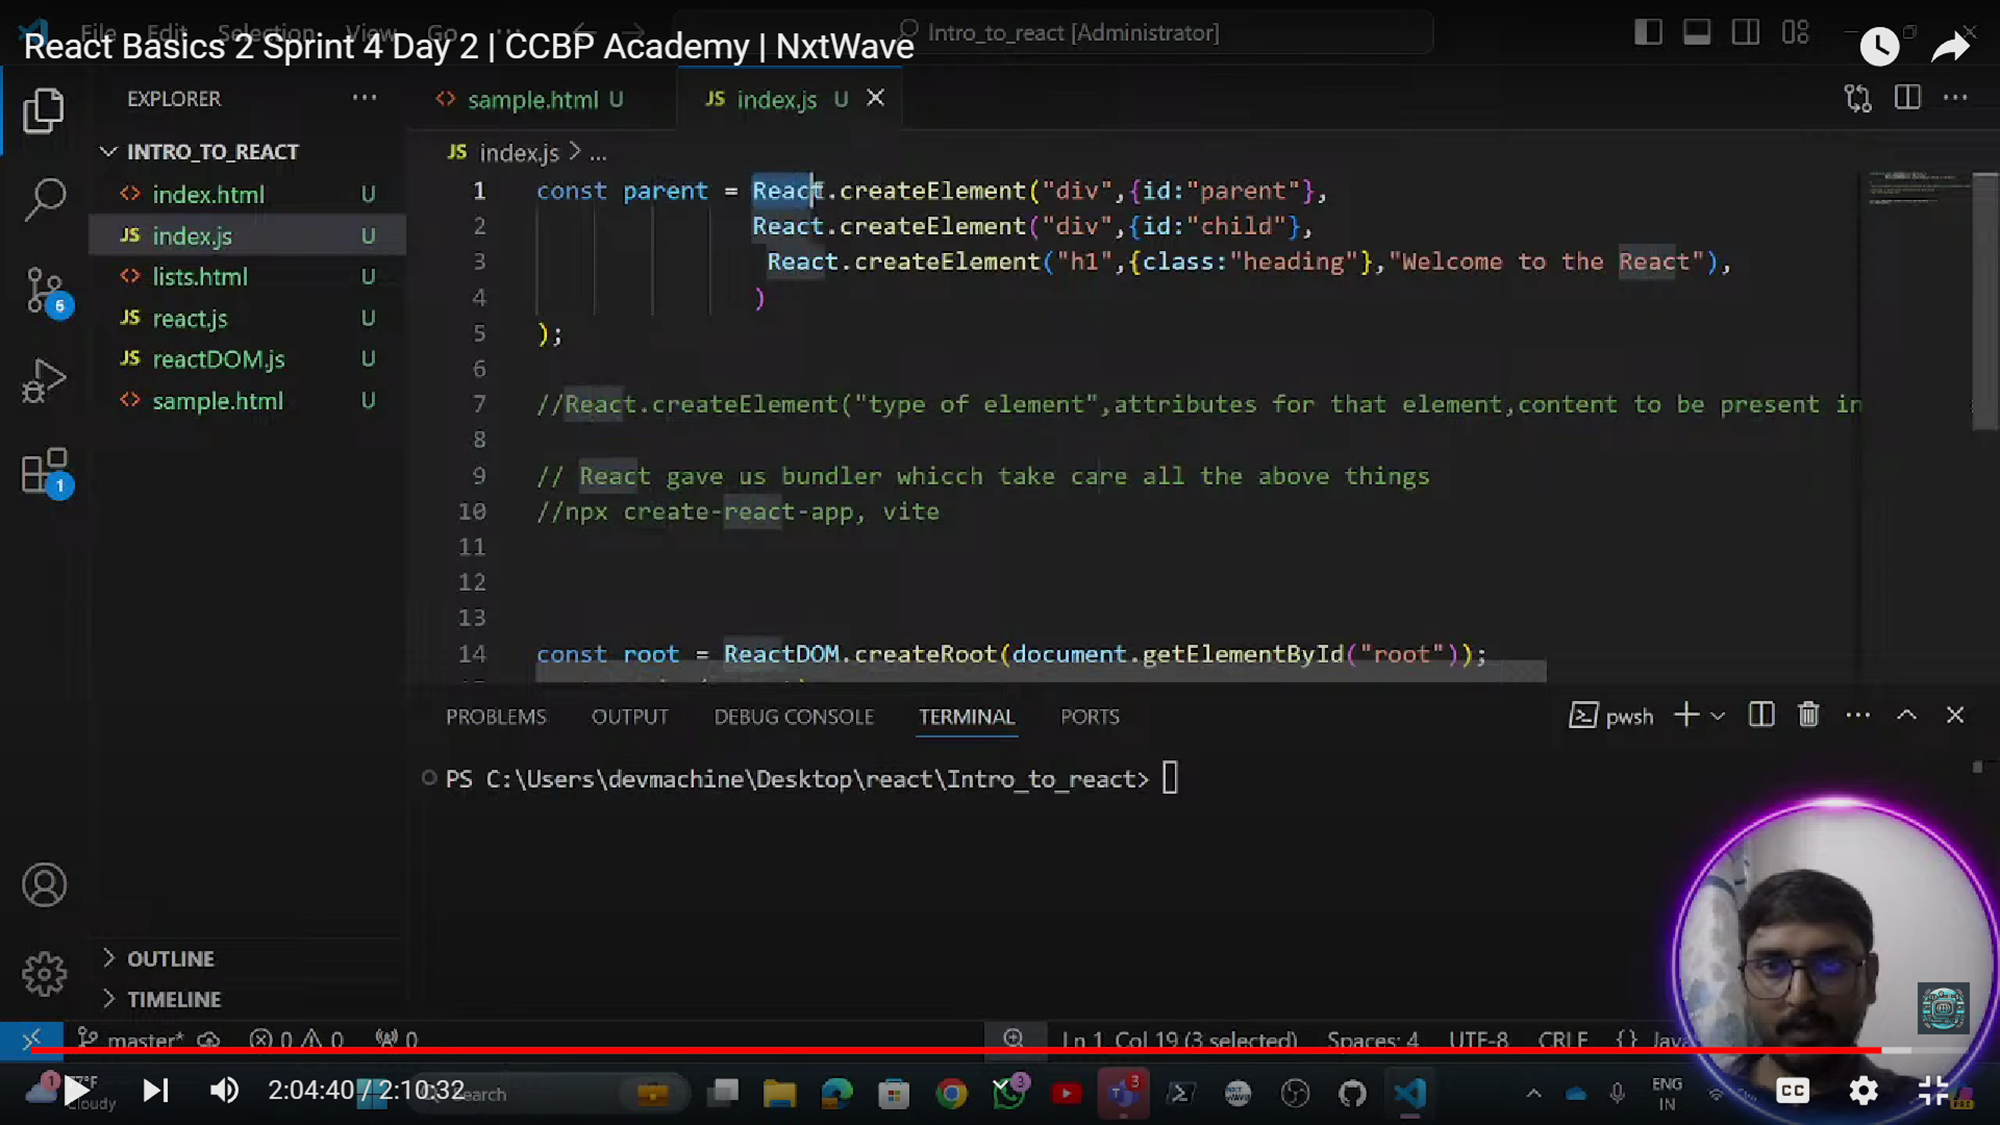 File Edit Selection View Go ... Intro_to_react [Administrator]
React Basics 2 Sprint 4 Day 2 | CCBP Academy | NxtWave
EXPLORER ...
sample.html U
index.js U
INTRO_TO_REACT
index.html U
index.js U
lists.html U
react.js U
reactDOM.js U
sample.html U
6
1
JS index.js > ...
1 const parent = React.createElement("div",{id:"parent"},
2 React.createElement("div",{id:"child"},
3 React.createElement("h1",{class:"heading"},"Welcome to the React"),
4 )
5 );
6
7 //React.createElement("type of element",attributes for that element,content to be present in
8
9 // React gave us bundler whicch take care all the above things
10 //npx create-react-app, vite
11
12
13
14 const root = ReactDOM.createRoot(document.getElementById("root"));
PROBLEMS OUTPUT DEBUG CONSOLE TERMINAL PORTS
pwsh
PS C:\Users\devmachine\Desktop\react\Intro_to_react>
OUTLINE
TIMELINE
master* 0 0 0
Ln 1, Col 19 (3 selected) Spaces: 4 UTF-8 CRLF {} Java
2:04:40 / 2:10:32
1 Cloudy
Search
3
3
ENG
IN
CC